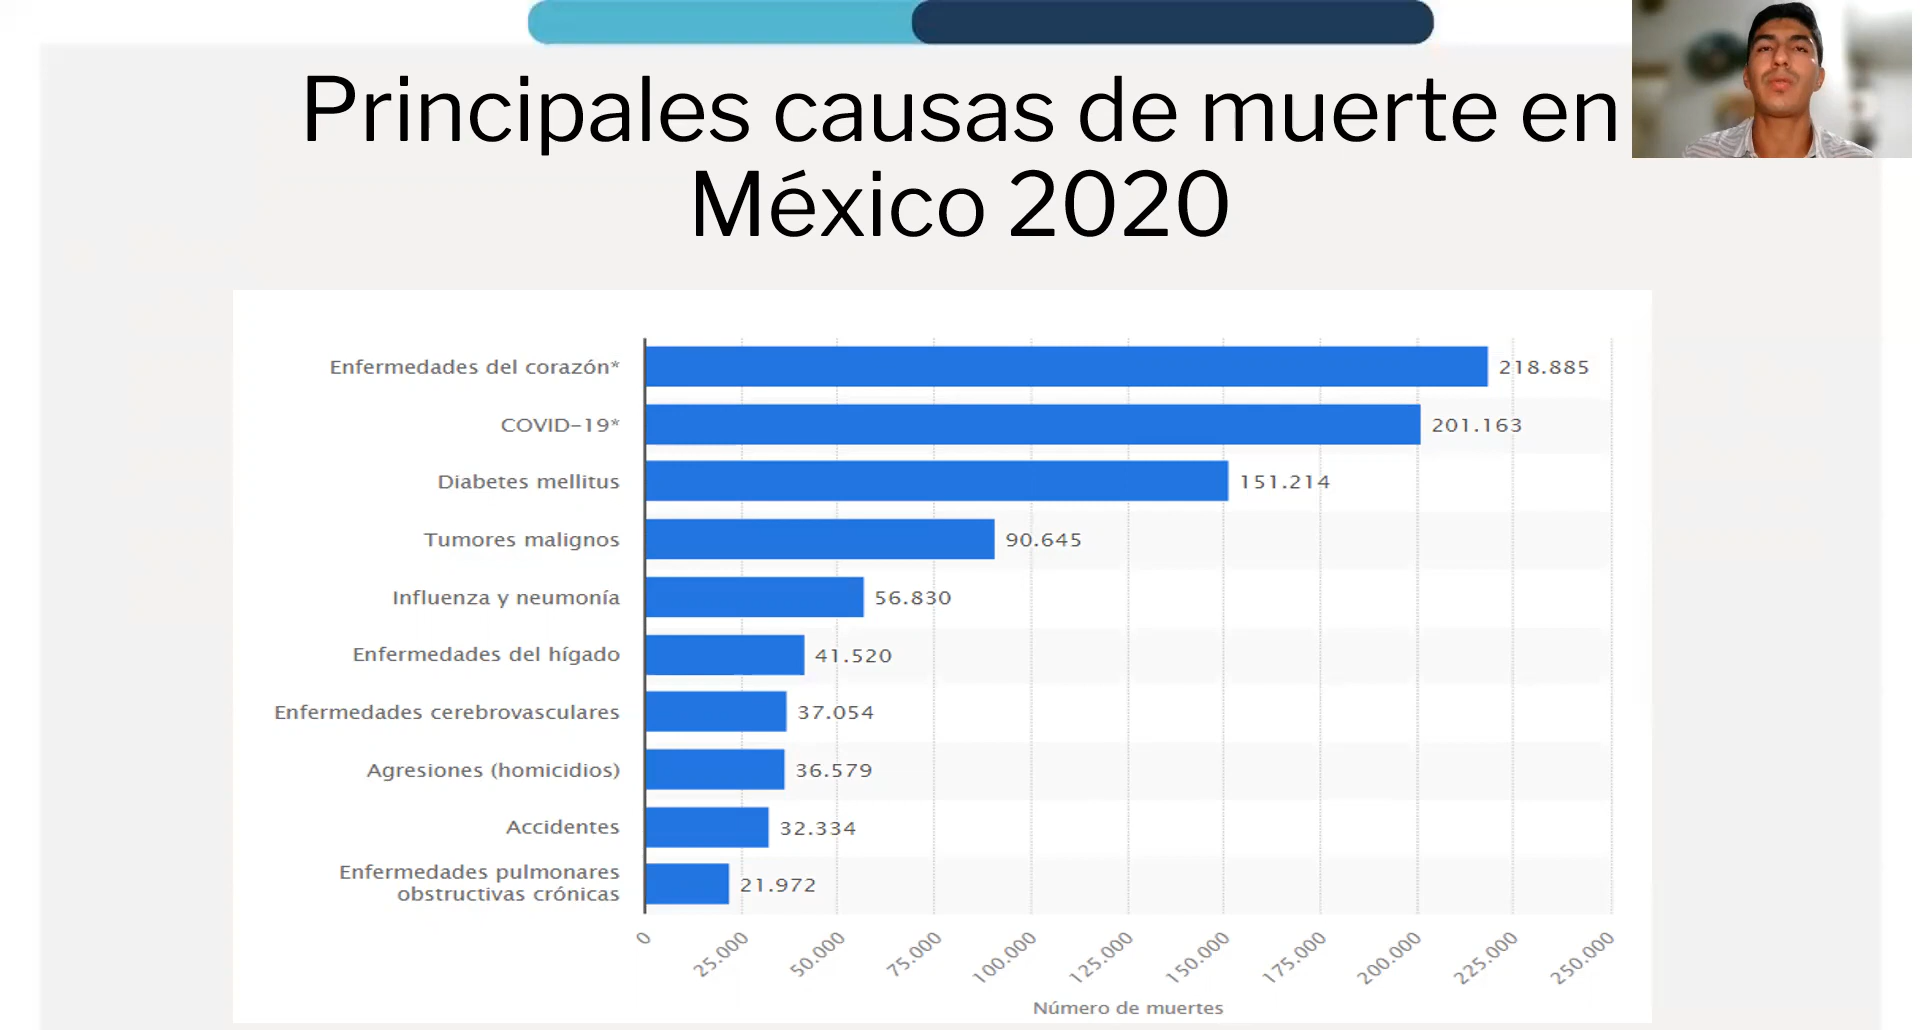 Principales causas de muerte en
México 2020
Enfermedades del corazón* 218.885
COVID-19* 201.163
Diabetes mellitus 151.214
Tumores malignos 90.645
Influenza y neumonía 56.830
Enfermedades del hígado 41.520
Enfermedades cerebrovasculares 37.054
Agresiones (homicidios) 36.579
Accidentes 32.334
Enfermedades pulmonares
obstructivas crónicas 21.972
0 25.000 50.000 75.000 100.000 125.000 150.000 175.000 200.000 225.000 250.000
Número de muertes